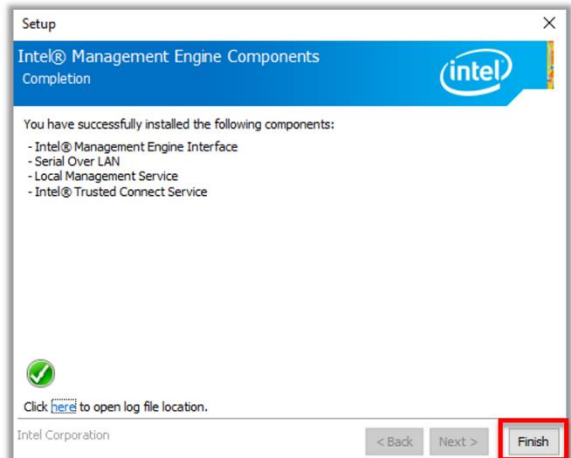 Setup
Intel® Management Engine Components
Completion
intel
You have successfully installed the following components:
- Intel® Management Engine Interface
- Serial Over LAN
- Local Management Service
- Intel® Trusted Connect Service
Click here to open log file location.
Intel Corporation
< Back Next > Finish